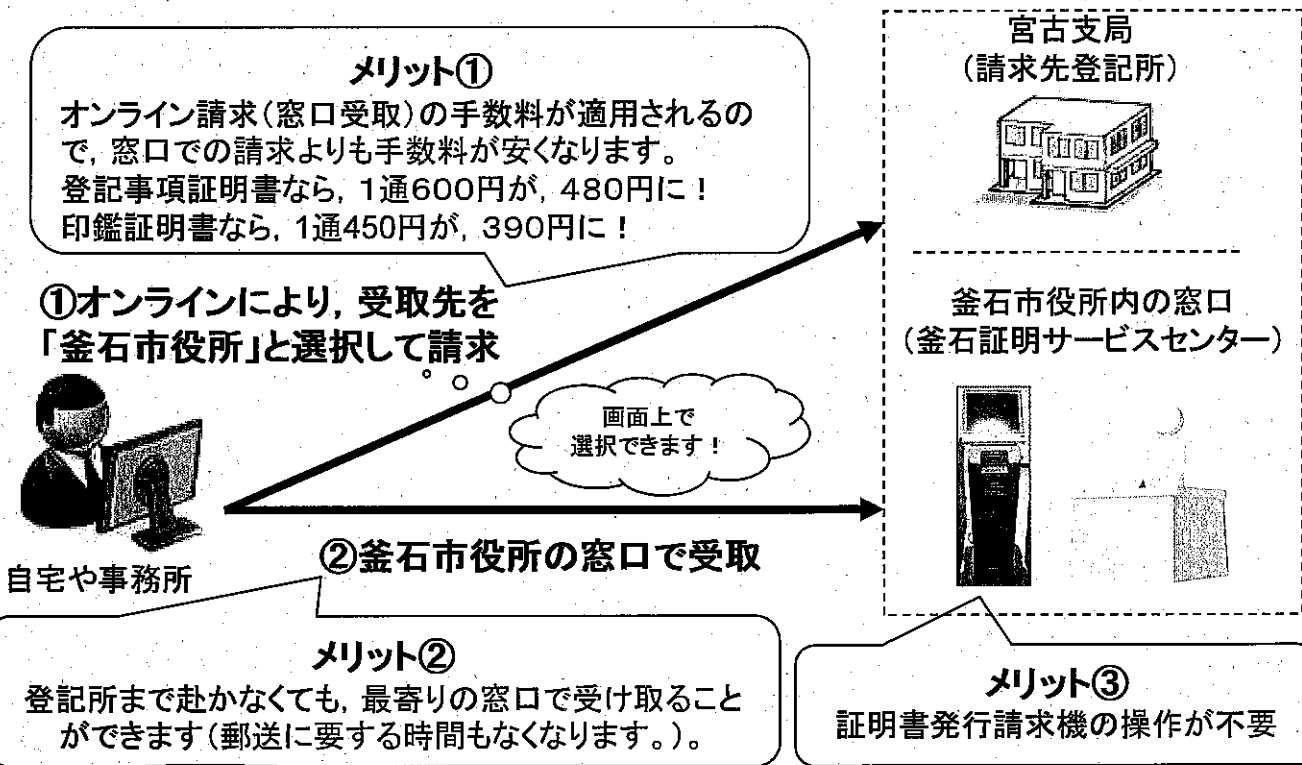 メリット①
オンライン請求(窓口受取)の手数料が適用されるの
で,窓口での請求よりも手数料が安くなります。
登記事項証明書なら,1通600円が,480円に!
印鑑証明書なら,1通450円が,390円に!
宮古支局
(請求先登記所)
①オンラインにより,受取先を
「釜石市役所」と選択して請求
画面上で
選択できます!
釜石市役所内の窓口
(釜石証明サービスセンター)
自宅や事務所
②釜石市役所の窓口で受取
メリット②
登記所まで赴かなくても,最寄りの窓口で受け取ること
ができます(郵送に要する時間もなくなります。)。
メリット③
証明書発行請求機の操作が不要